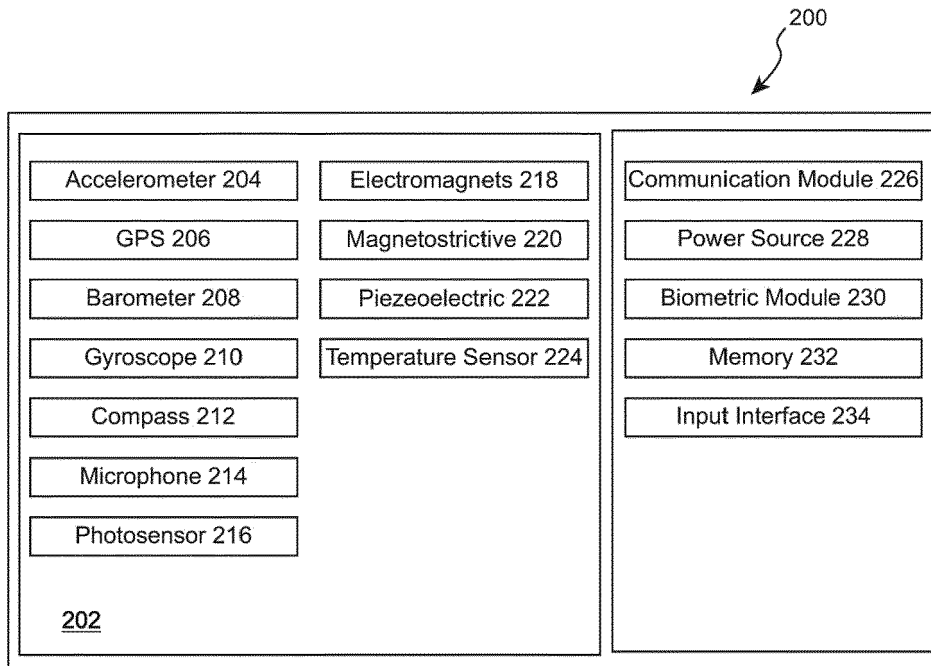 200
Accelerometer 204
GPS 206
Barometer 208
Gyroscope 210
Compass 212
Microphone 214
Photosensor 216
Electromagnets 218
Magnetostrictive 220
Piezeoelectric 222
Temperature Sensor 224
202
Communication Module 226
Power Source 228
Biometric Module 230
Memory 232
Input Interface 234